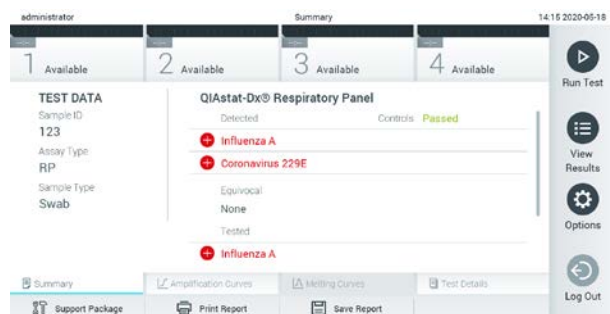 administrator Summary 14:15 2020-05-18
1 Available 2 Available 3 Available 4 Available
Run Test
TEST DATA
Sample ID
123
Assay Type
RP
Sample Type
Swab
QIAstat-Dx® Respiratory Panel
Detected Controls Passed
Influenza A
Coronavirus 229E
Equivocal
None
Tested
Influenza A
View
Results
Options
Summary Amplification Curves Melting Curves Test Details
Support Package Print Report Save Report
Log Out